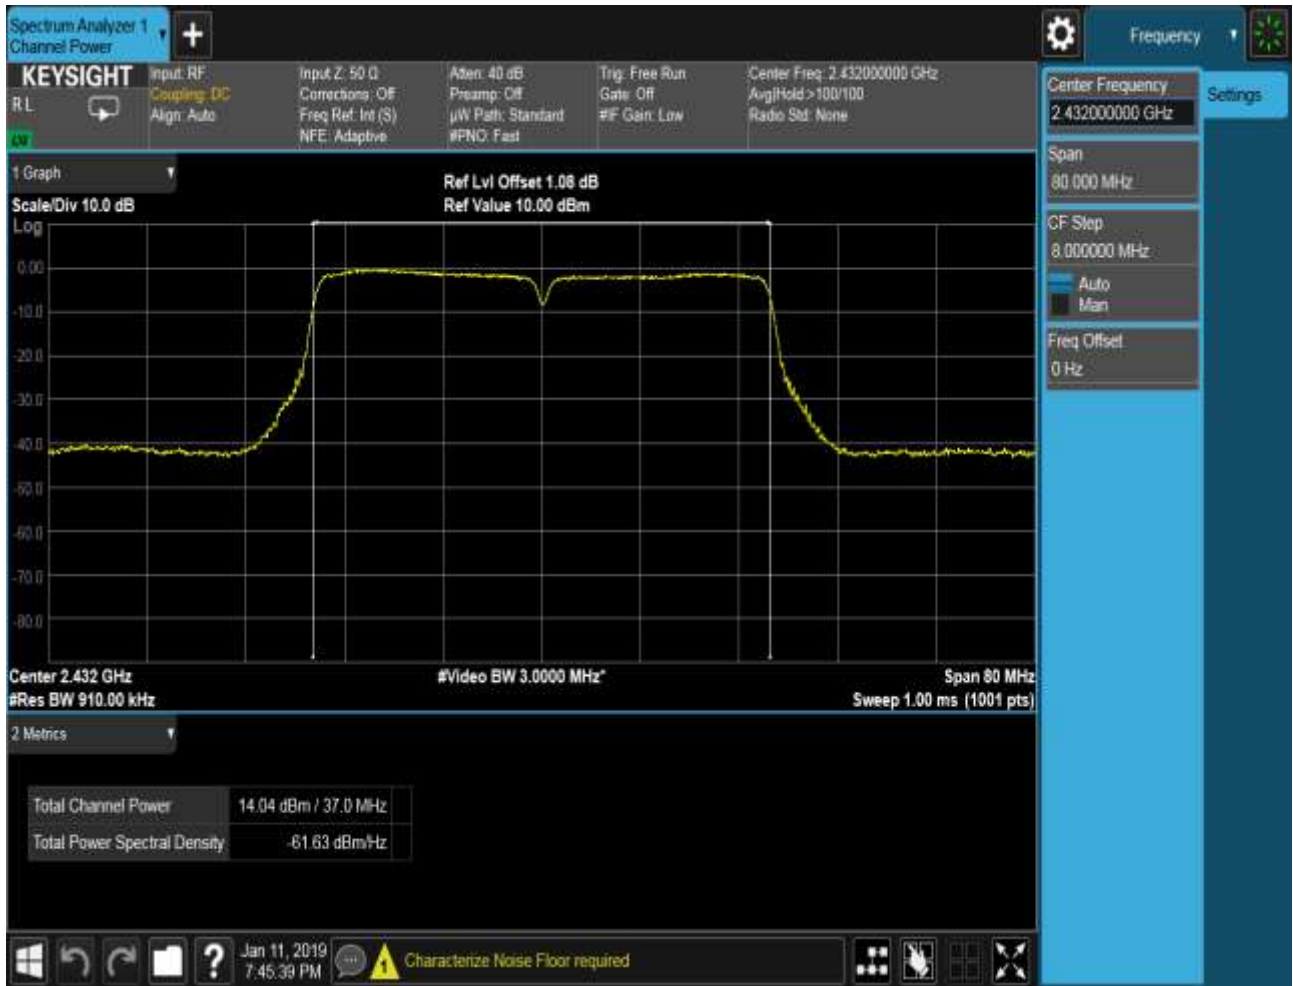 Spectrum Analyzer 1
Channel Power
Frequency
KEYSIGHT
R L
Input: RF
Coupling: DC
Align: Auto
Input Z: 50 Ω
Corrections: Off
Freq Ref: Int (S)
NFE: Adaptive
Atten: 40 dB
Preamp: Off
µW Path: Standard
#PNO: Fast
Trig: Free Run
Gate: Off
#IF Gain: Low
Center Freq: 2.432000000 GHz
Avg|Hold:>100/100
Radio Std: None
Center Frequency
2.432000000 GHz
Settings
Span
80.000 MHz
CF Step
8.000000 MHz
Auto
Man
Freq Offset
0 Hz
1 Graph
Ref Lvl Offset 1.08 dB
Scale/Div 10.0 dB
Ref Value 10.00 dBm
Log
0.00
-10.0
-20.0
-30.0
-40.0
-50.0
-60.0
-70.0
-80.0
Center 2.432 GHz
#Video BW 3.0000 MHz*
Span 80 MHz
#Res BW 910.00 kHz
Sweep 1.00 ms (1001 pts)
2 Metrics
Total Channel Power
14.04 dBm / 37.0 MHz
Total Power Spectral Density
-61.63 dBm/Hz
?
Jan 11, 2019
7:45:39 PM
1
Characterize Noise Floor required